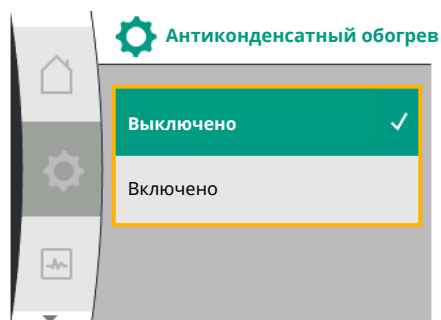 Антиконденсатный обогрев
Выключено
Включено